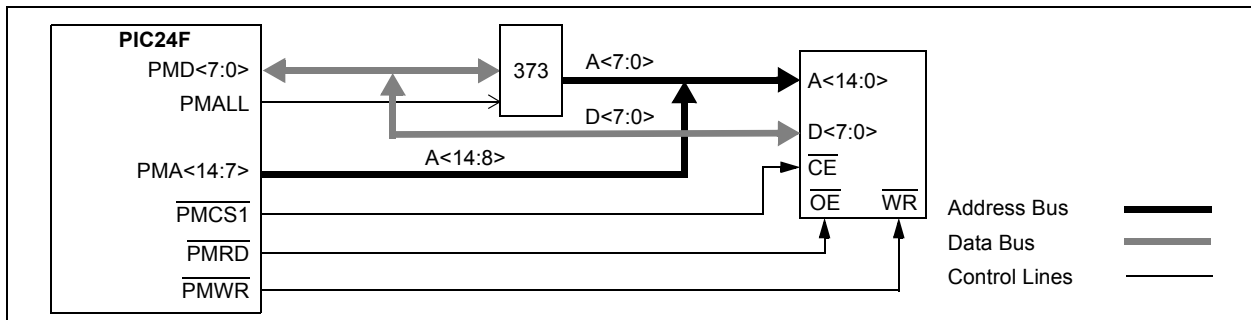 PIC24F
PMD<7:0>
PMALL
PMA<14:7>
PMCS1
PMRD
PMWR
373
A<7:0>
D<7:0>
A<14:8>
A<14:0>
D<7:0>
CE
OE WR
Address Bus
Data Bus
Control Lines